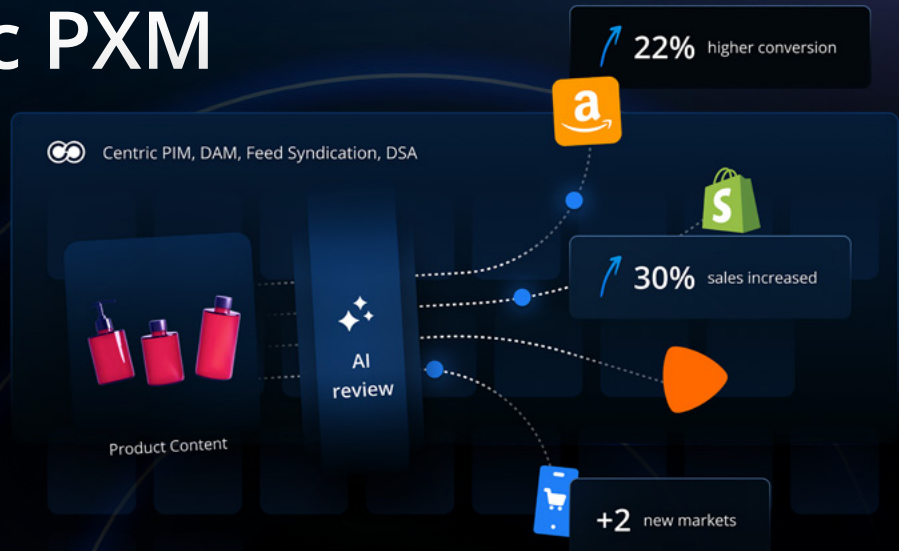 c PXM
22% higher conversion
a
Centric PIM, DAM, Feed Syndication, DSA
S
30% sales increased
AI
review
Product Content
+2 new markets